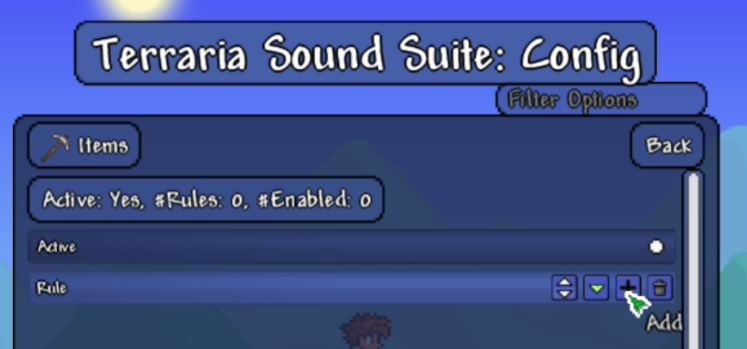 Terraria Sound Suite: Config
Filter Options
Items
Back
Active: Yes, #Rules: 0, #Enabled: 0
Active
Rule
Add